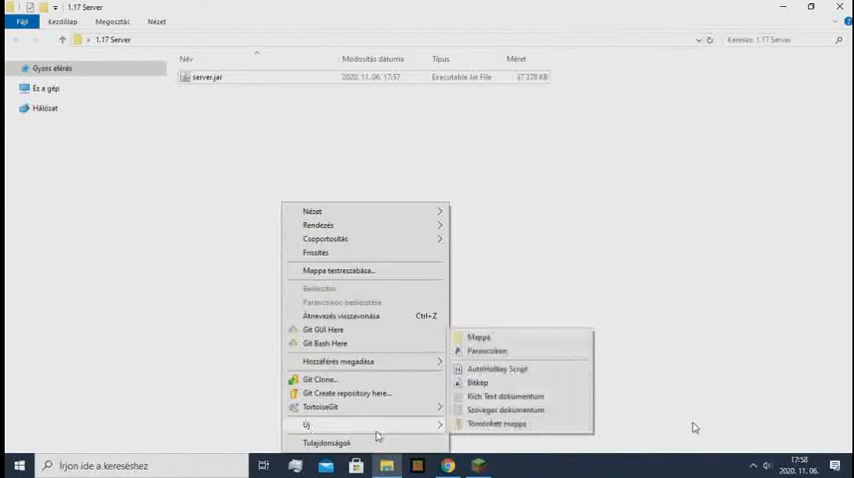 1.17 Server
Fájl Kezdőlap Megosztás Nézet
1.17 Server
Keresés: 1.17 Server
Név Módosítás dátuma Típus Méret
Gyors elérés
server.jar 2020. 11. 06. 17:57 Executable Jar File 37 278 KB
Ez a gép
Hálózat
Nézet
Rendezés
Csoportosítás
Frissítés
Mappa testreszabása...
Beillesztés
Parancsikon beillesztése
Átnevezés visszavonása Ctrl+Z
Git GUI Here
Git Bash Here
Hozzáférés megadása
Git Clone...
Git Create repository here...
TortoiseGit
Új
Tulajdonságok
Mappa
Parancsikon
AutoHotkey Script
Bitkép
Rich Text dokumentum
Szöveges dokumentum
Tömörített mappa
Írjon ide a kereséshez
17:58
2020. 11. 06.